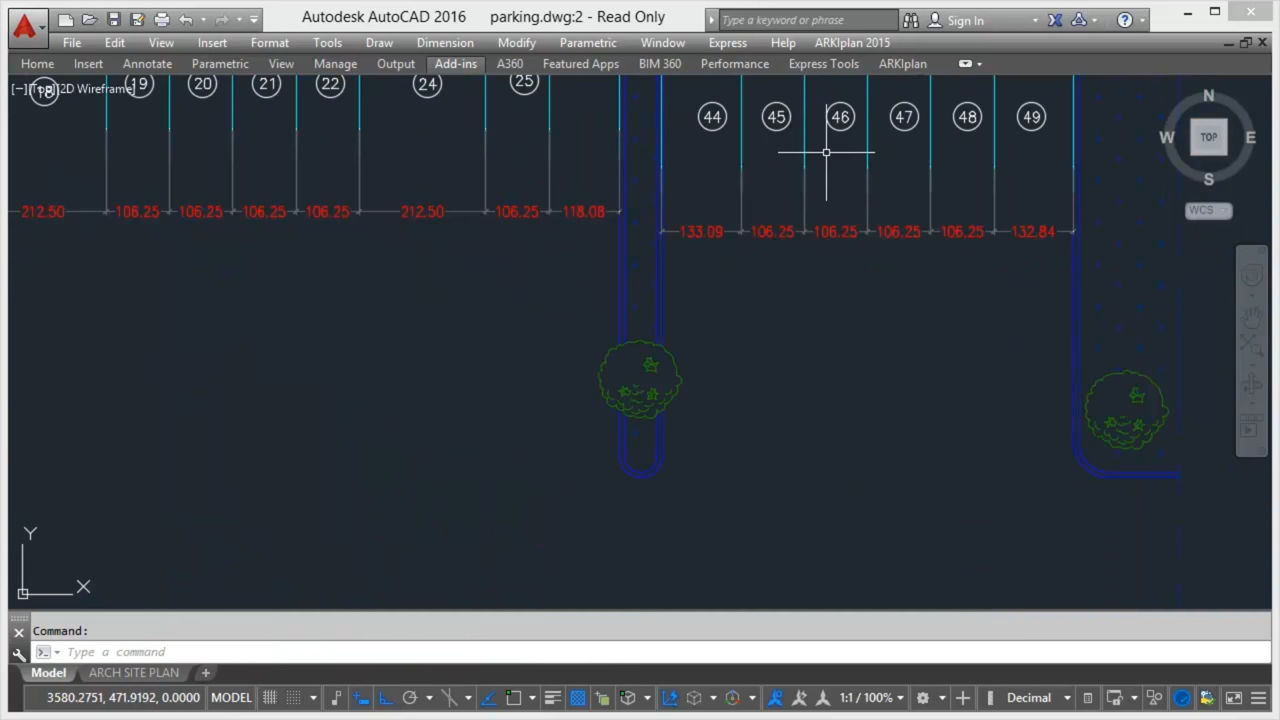 Autodesk AutoCAD 2016 parking.dwg:2 - Read Only Type a keyword or phrase Sign In
File Edit View Insert Format Tools Draw Dimension Modify Parametric Window Express Help ARKIplan 2015
Home Insert Annotate Parametric View Manage Output Add-ins A360 Featured Apps BIM 360 Performance Express Tools ARKIplan
[−][Top][2D Wireframe]
18 19 20 21 22 24 25
44 45 46 47 48 49
N
W TOP E
S
WCS
212.50 106.25 106.25 106.25 106.25 212.50 106.25 118.08
133.09 106.25 106.25 106.25 106.25 132.84
Y
X
Command:
Type a command
Model ARCH SITE PLAN +
3580.2751, 471.9192, 0.0000 MODEL 1:1 / 100% Decimal